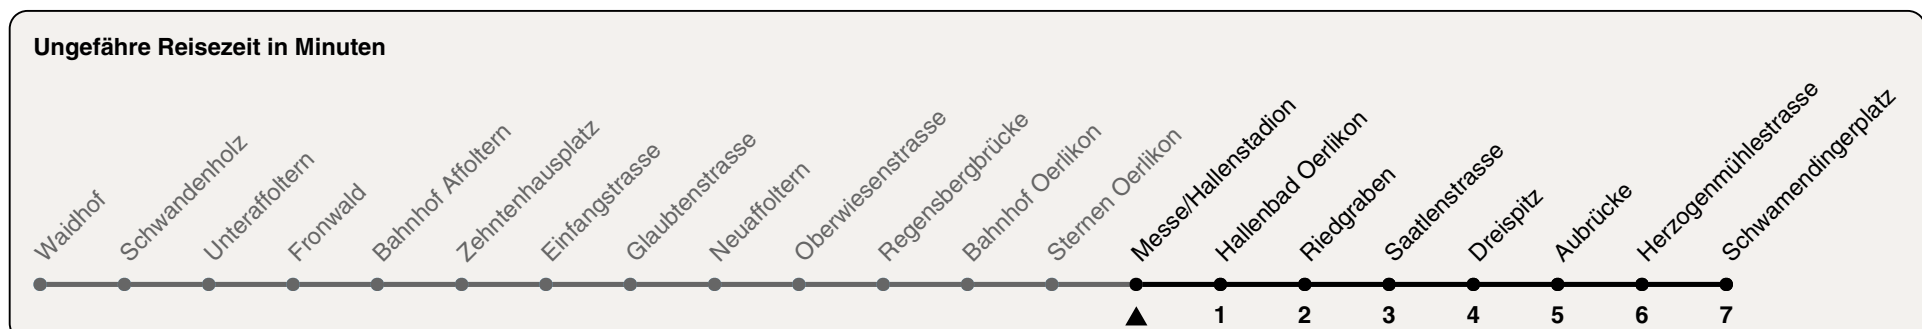 Ungefähre Reisezeit in Minuten
Waidhof
Schwandenholz
Unteraffoltern
Fronwald
Bahnhof Affoltern
Zehntenhausplatz
Einfangstrasse
Glaubtenstrasse
Neuaffoltern
Oberwiesenstrasse
Regensbergbrücke
Bahnhof Oerlikon
Sternen Oerlikon
Messe/Hallenstadion
Hallenbad Oerlikon
Riedgraben
Saatlenstrasse
Dreispitz
Aubrücke
Herzogenmühlestrasse
Schwamendingerplatz
1 2 3 4 5 6 7